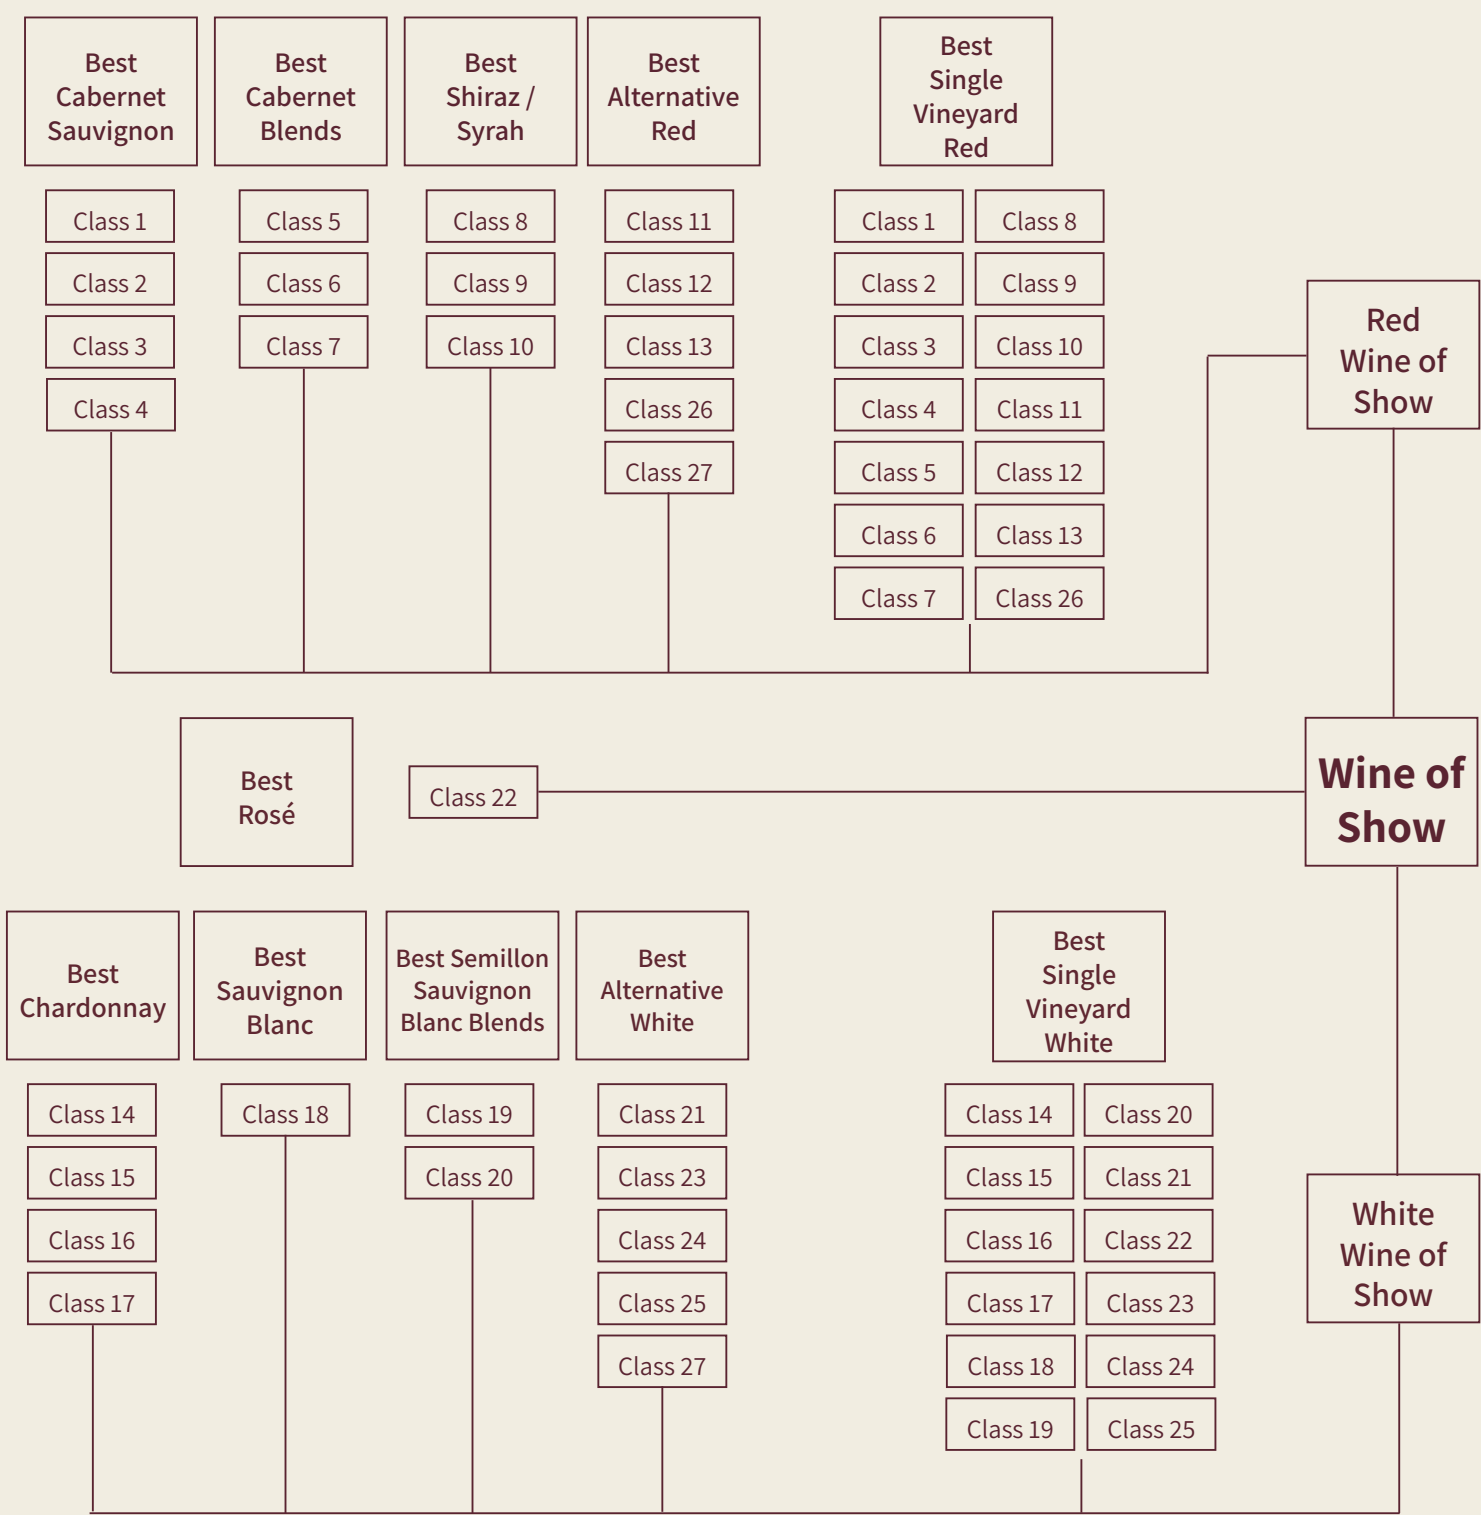 Best
Cabernet
Sauvignon
Best
Cabernet
Blends
Best
Shiraz /
Syrah
Best
Alternative
Red
Best
Single
Vineyard
Red
Class 1
Class 2
Class 3
Class 4
Class 5
Class 6
Class 7
Class 8
Class 9
Class 10
Class 11
Class 12
Class 13
Class 26
Class 27
Class 1
Class 2
Class 3
Class 4
Class 5
Class 6
Class 7
Class 8
Class 9
Class 10
Class 11
Class 12
Class 13
Class 26
Red
Wine of
Show
Best
Rosé
Class 22
Wine of
Show
Best
Chardonnay
Best
Sauvignon
Blanc
Best Semillon
Sauvignon
Blanc Blends
Best
Alternative
White
Best
Single
Vineyard
White
Class 14
Class 15
Class 16
Class 17
Class 18
Class 19
Class 20
Class 21
Class 23
Class 24
Class 25
Class 27
Class 14
Class 15
Class 16
Class 17
Class 18
Class 19
Class 20
Class 21
Class 22
Class 23
Class 24
Class 25
White
Wine of
Show